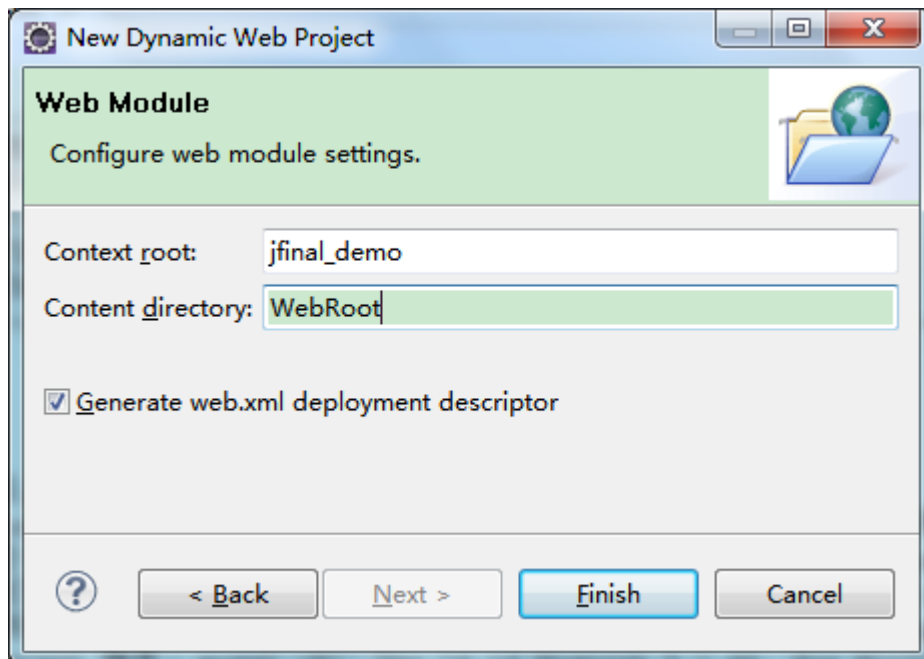 New Dynamic Web Project
Web Module
Configure web module settings.
Context root: jfinal_demo
Content directory: WebRoot
Generate web.xml deployment descriptor
? < Back Next > Finish Cancel